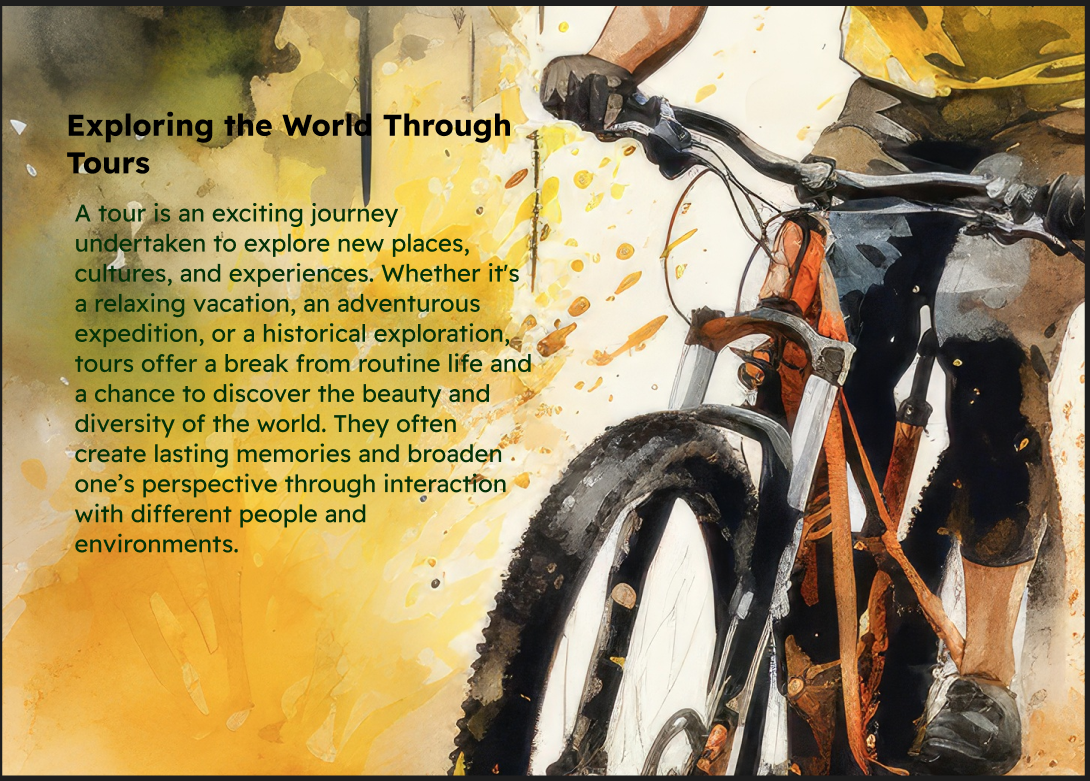 Exploring the World Through
Tours
A tour is an exciting journey
undertaken to explore new places,
cultures, and experiences. Whether it's
a relaxing vacation, an adventurous
expedition, or a historical exploration,
tours offer a break from routine life and
a chance to discover the beauty and
diversity of the world. They often
create lasting memories and broaden
one’s perspective through interaction
with different people and
environments.